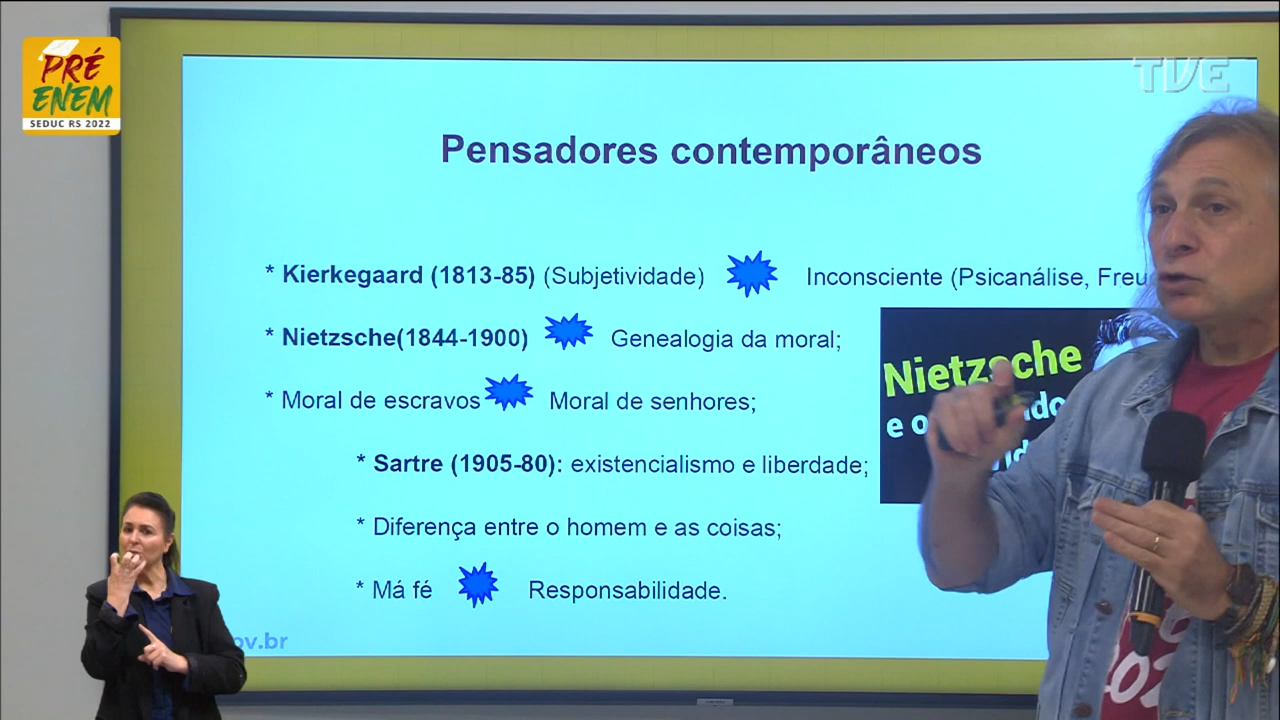 PRÉ
ENEM
SEDUC RS 2022
TVE
Pensadores contemporâneos
* Kierkegaard (1813-85) (Subjetividade) Inconsciente (Psicanálise, Freu
* Nietzsche(1844-1900) Genealogia da moral;
* Moral de escravos Moral de senhores;
Nietzsche
e o
* Sartre (1905-80): existencialismo e liberdade;
* Diferença entre o homem e as coisas;
* Má fé Responsabilidade.
ov.br